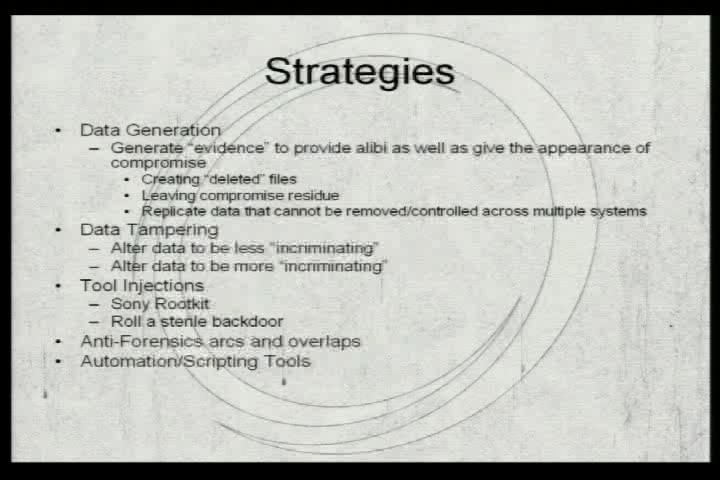 Strategies
• Data Generation
– Generate "evidence" to provide alibi as well as give the appearance of
compromise
• Creating "deleted" files
• Leaving compromise residue
• Replicate data that cannot be removed/controlled across multiple systems
• Data Tampering
– Alter data to be less "incriminating"
– Alter data to be more "incriminating"
• Tool Injections
– Sony Rootkit
– Roll a sterile backdoor
• Anti-Forensics arcs and overlaps
• Automation/Scripting Tools